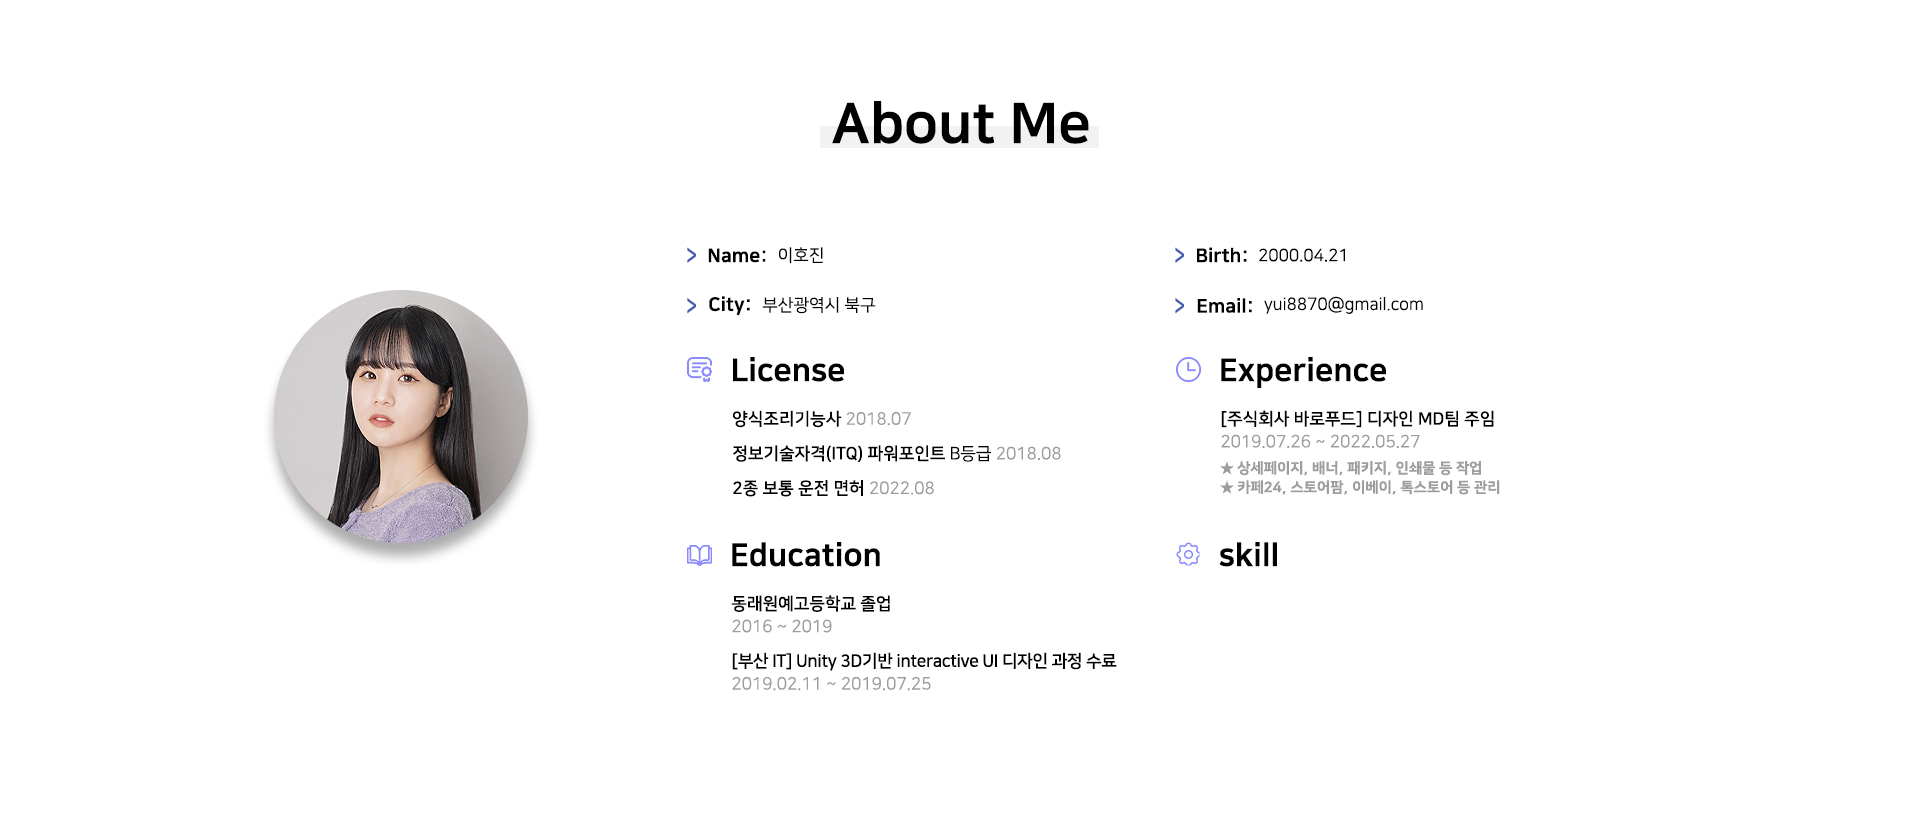 About Me
Name: 이호진
Birth: 2000.04.21
City: 부산광역시 북구
Email: yui8870@gmail.com
License
양식조리기능사 2018.07
정보기술자격(ITQ) 파워포인트 B등급 2018.08
2종 보통 운전 면허 2022.08
Experience
[주식회사 바로푸드] 디자인 MD팀 주임
2019.07.26 ~ 2022.05.27
★ 상세페이지, 배너, 패키지, 인쇄물 등 작업
★ 카페24, 스토어팜, 이베이, 톡스토어 등 관리
Education
동래원예고등학교 졸업
2016 ~ 2019
[부산 IT] Unity 3D기반 interactive UI 디자인 과정 수료
2019.02.11 ~ 2019.07.25
skill